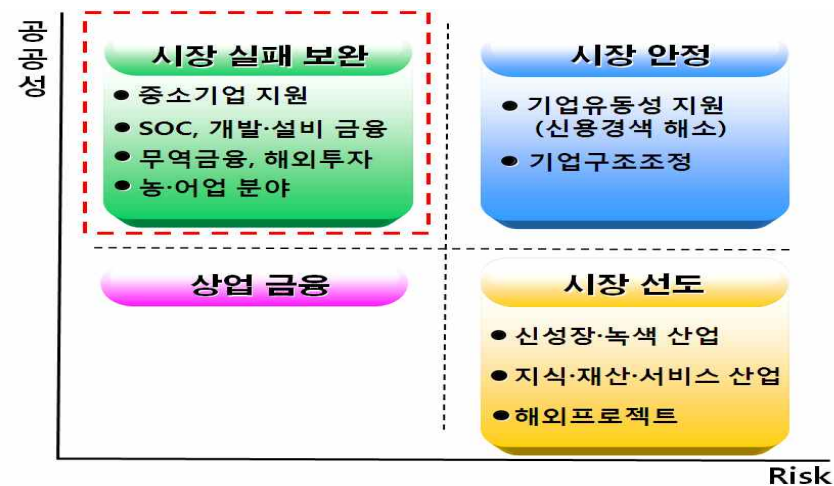 공공성
시장 실패 보완
● 중소기업 지원
● SOC, 개발·설비 금융
● 무역금융, 해외투자
● 농·어업 분야
시장 안정
● 기업유동성 지원
(신용경색 해소)
● 기업구조조정
상업 금융
시장 선도
● 신성장·녹색 산업
● 지식·재산·서비스 산업
● 해외프로젝트
Risk